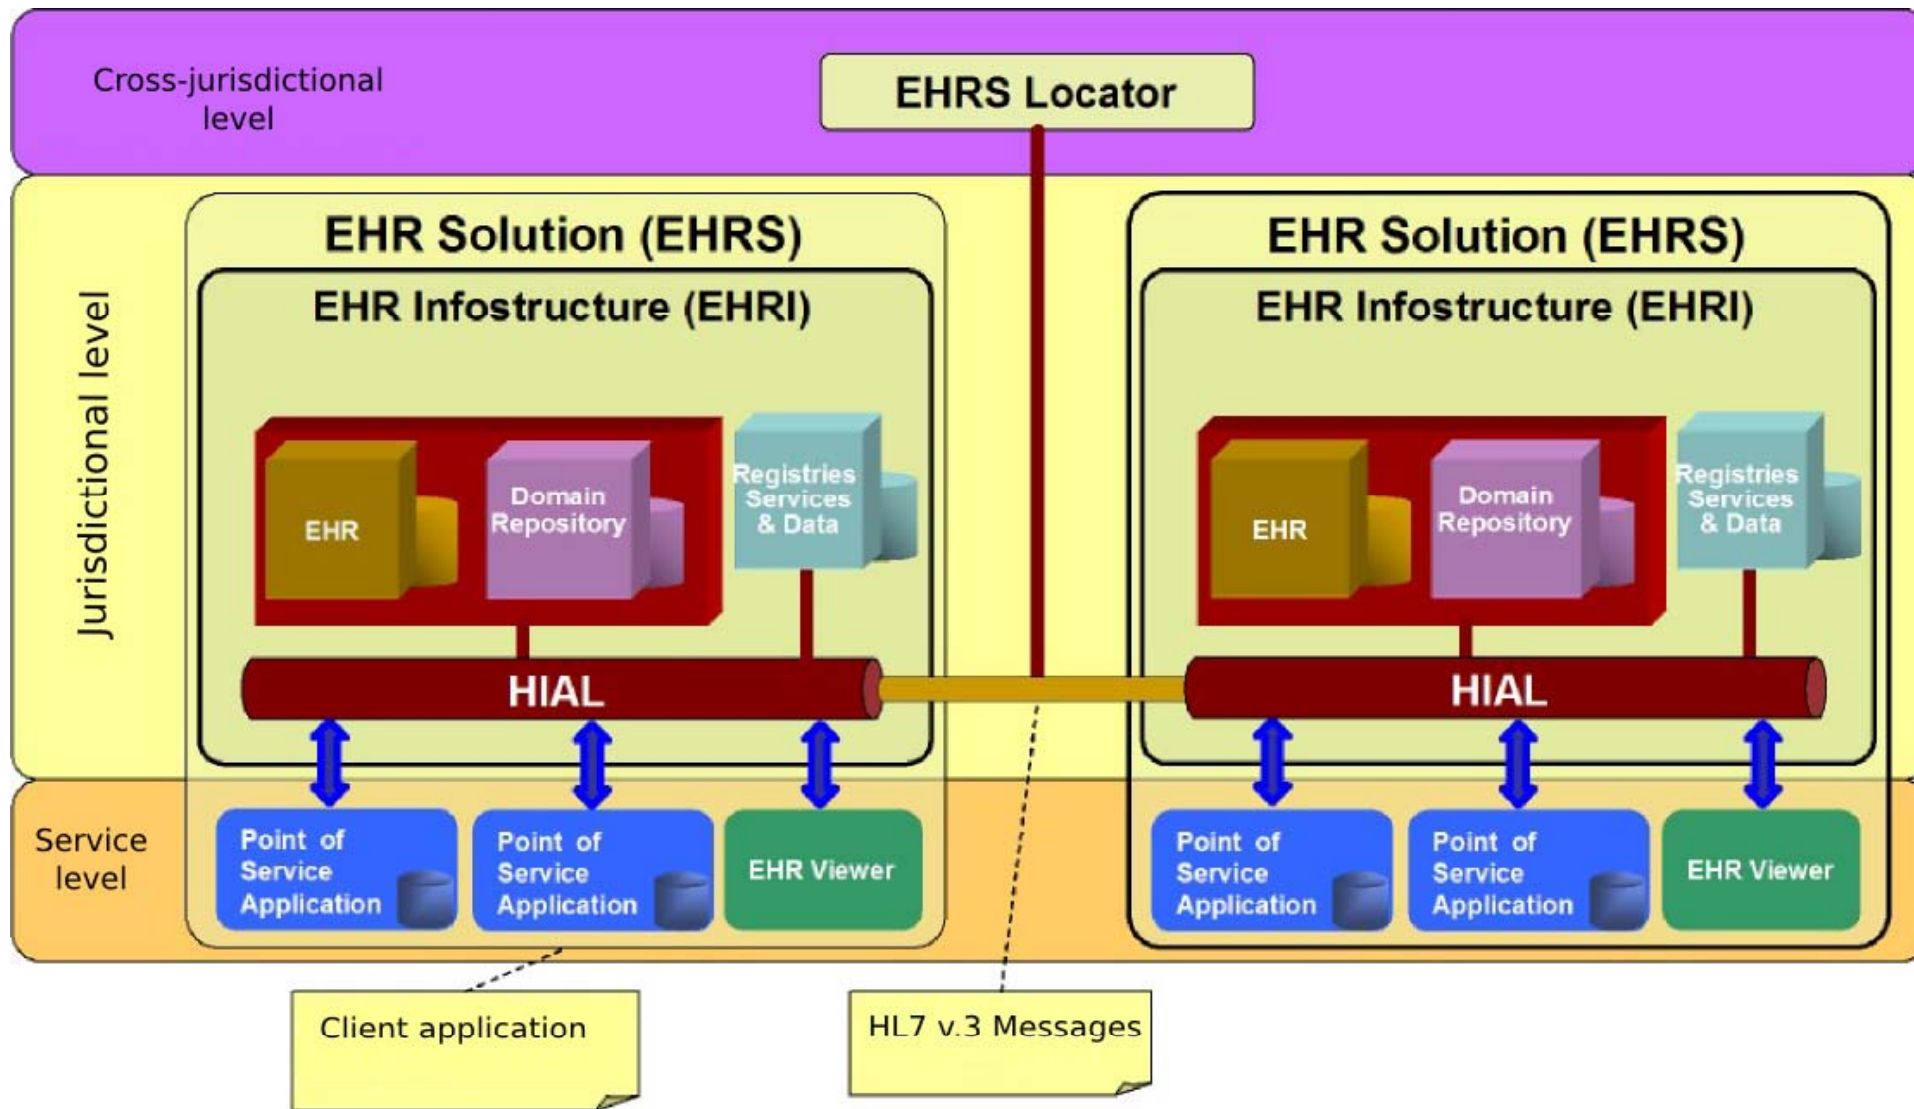 Cross-jurisdictional
level
EHRS Locator
Jurisdictional level
EHR Solution (EHRS)
EHR Infostructure (EHRI)
EHR
Domain
Repository
Registries
Services
& Data
HIAL
EHR Solution (EHRS)
EHR Infostructure (EHRI)
EHR
Domain
Repository
Registries
Services
& Data
HIAL
Service
level
Point of
Service
Application
Point of
Service
Application
EHR Viewer
Point of
Service
Application
Point of
Service
Application
EHR Viewer
Client application
HL7 v.3 Messages